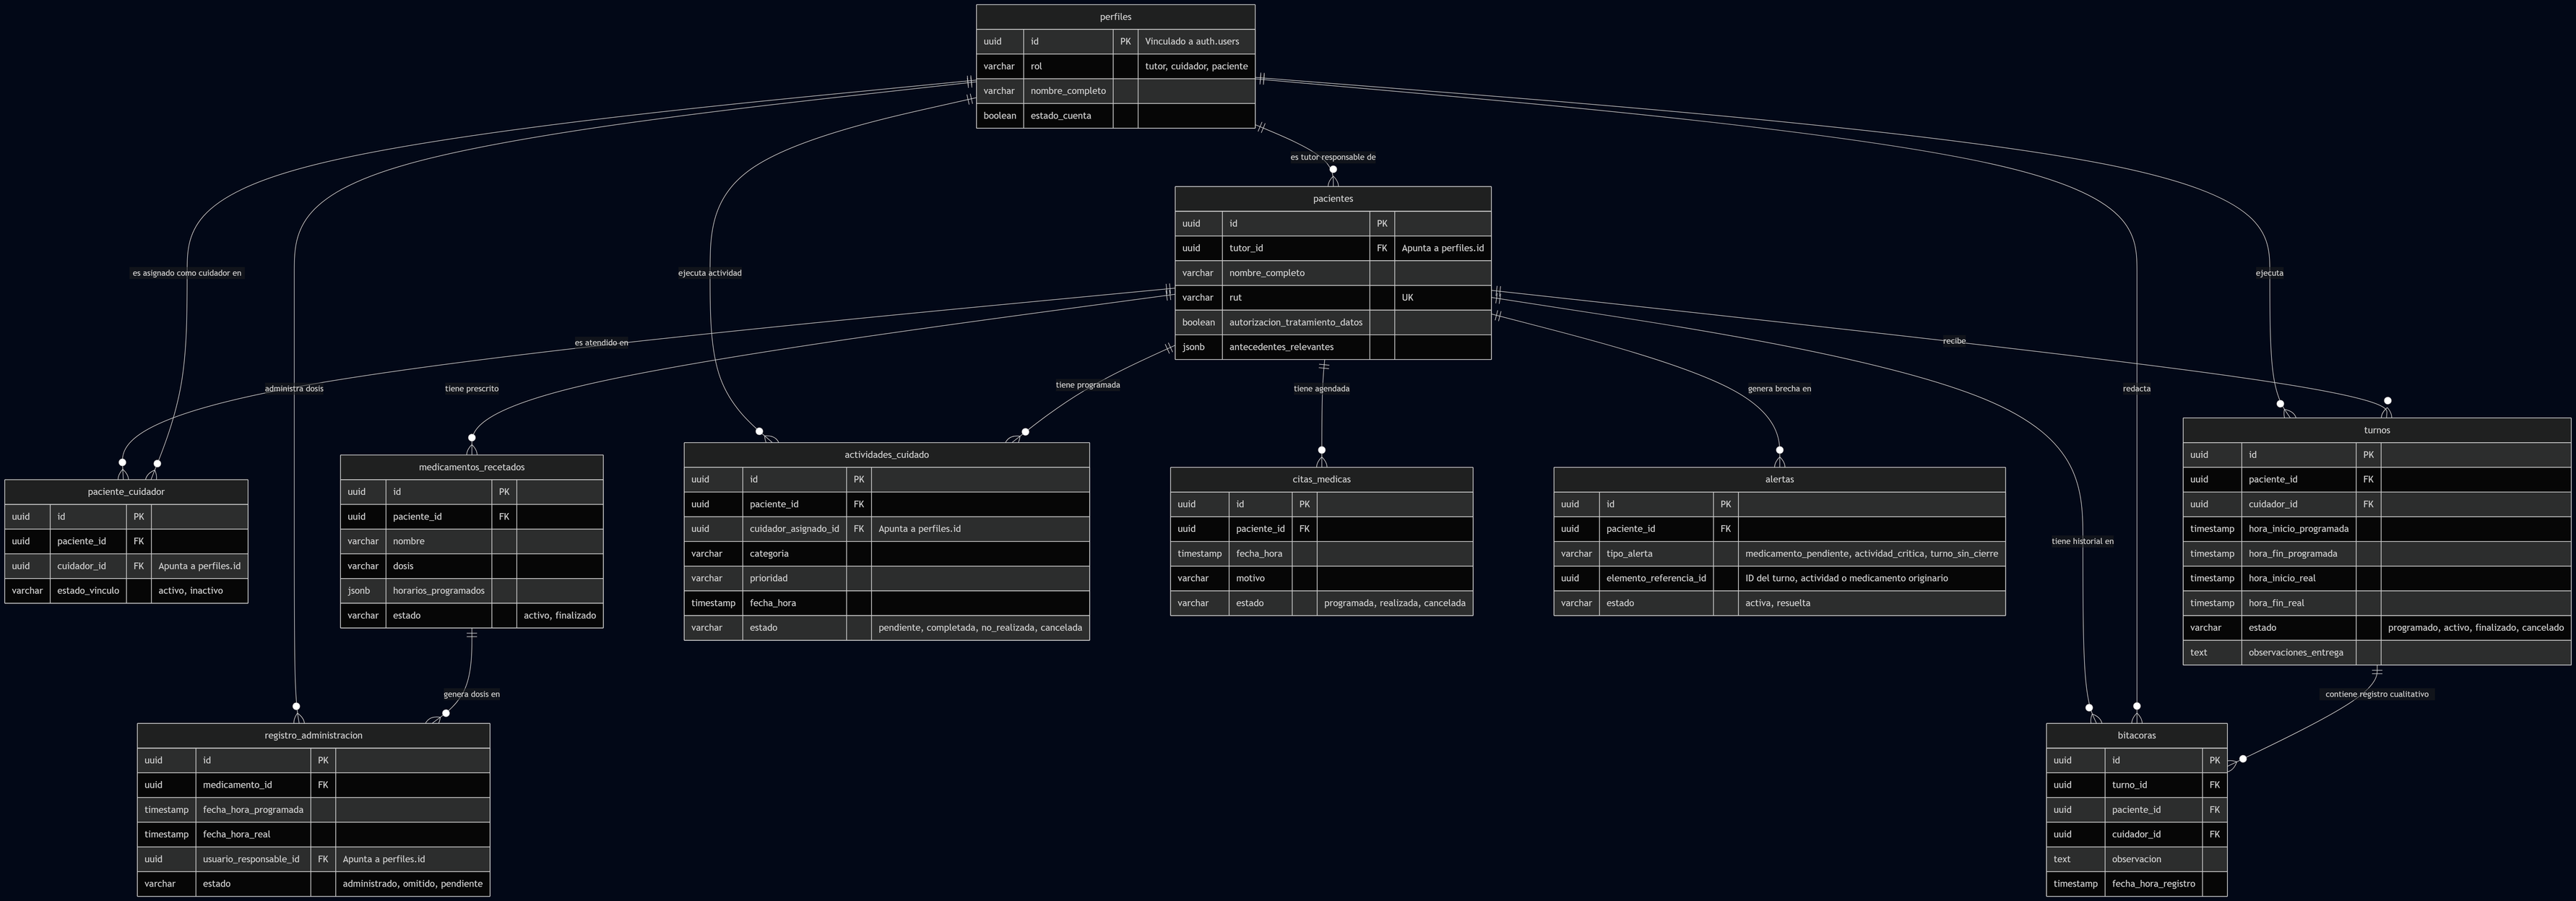 perfiles
uuid id PK Vinculado a auth.users
varchar rol tutor, cuidador, paciente
varchar nombre_completo
boolean estado_cuenta
es tutor responsable de
pacientes
uuid id PK
uuid tutor_id FK Apunta a perfiles.id
varchar nombre_completo
varchar rut UK
boolean autorizacion_tratamiento_datos
jsonb antecedentes_relevantes
es asignado como cuidador en
ejecuta actividad
ejecuta
es atendido en
recibe
administra dosis
tiene prescrito
tiene programada
tiene agendada
genera brecha en
redacta
tiene historial en
paciente_cuidador
uuid id PK
uuid paciente_id FK
uuid cuidador_id FK Apunta a perfiles.id
varchar estado_vinculo activo, inactivo
medicamentos_recetados
uuid id PK
uuid paciente_id FK
varchar nombre
varchar dosis
jsonb horarios_programados
varchar estado activo, finalizado
actividades_cuidado
uuid id PK
uuid paciente_id FK
uuid cuidador_asignado_id FK Apunta a perfiles.id
varchar categoria
varchar prioridad
timestamp fecha_hora
varchar estado pendiente, completada, no_realizada, cancelada
citas_medicas
uuid id PK
uuid paciente_id FK
timestamp fecha_hora
varchar motivo
varchar estado programada, realizada, cancelada
alertas
uuid id PK
uuid paciente_id FK
varchar tipo_alerta medicamento_pendiente, actividad_critica, turno_sin_cierre
uuid elemento_referencia_id ID del turno, actividad o medicamento originario
varchar estado activa, resuelta
turnos
uuid id PK
uuid paciente_id FK
uuid cuidador_id FK
timestamp hora_inicio_programada
timestamp hora_fin_programada
timestamp hora_inicio_real
timestamp hora_fin_real
varchar estado programado, activo, finalizado, cancelado
text observaciones_entrega
genera dosis en
contiene registro cualitativo
registro_administracion
uuid id PK
uuid medicamento_id FK
timestamp fecha_hora_programada
timestamp fecha_hora_real
uuid usuario_responsable_id FK Apunta a perfiles.id
varchar estado administrado, omitido, pendiente
bitacoras
uuid id PK
uuid turno_id FK
uuid paciente_id FK
uuid cuidador_id FK
text observacion
timestamp fecha_hora_registro